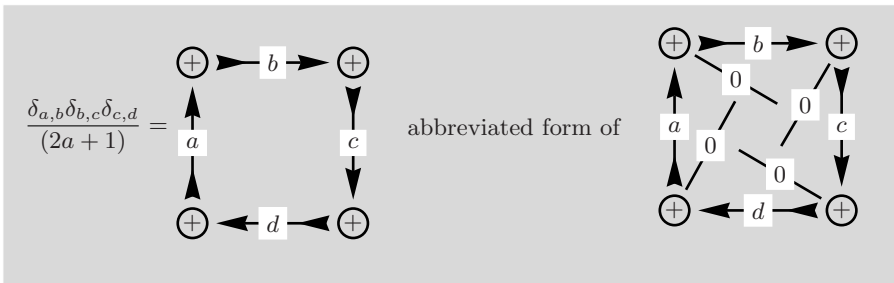 δ_{a,b}δ_{b,c}δ_{c,d}
(2a + 1)
=
+ b +
a c
+ d +
abbreviated form of
+ b +
0 0
a c
0 0
+ d +